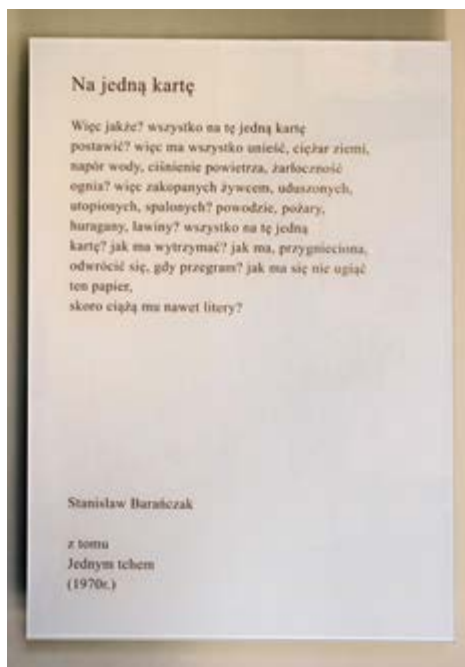 Na jedną kartę
Więc jakże? wszystko na tę jedną kartę
postawić? więc ma wszystko unieść, ciężar ziemi,
napór wody, ciśnienie powietrza, żarłoczność
ognia? więc zakopanych żywcem, uduszonych,
utopionych, spalonych? powodzie, pożary,
huragany, lawiny? wszystko na tę jedną
kartę? jak ma wytrzymać? jak ma, przygnieciona,
odwrócić się, gdy przegram? jak ma się nie ugiąć
ten papier,
skoro ciążą mu nawet litery?
Stanisław Barańczak
z tomu
Jednym tchem
(1970r.)